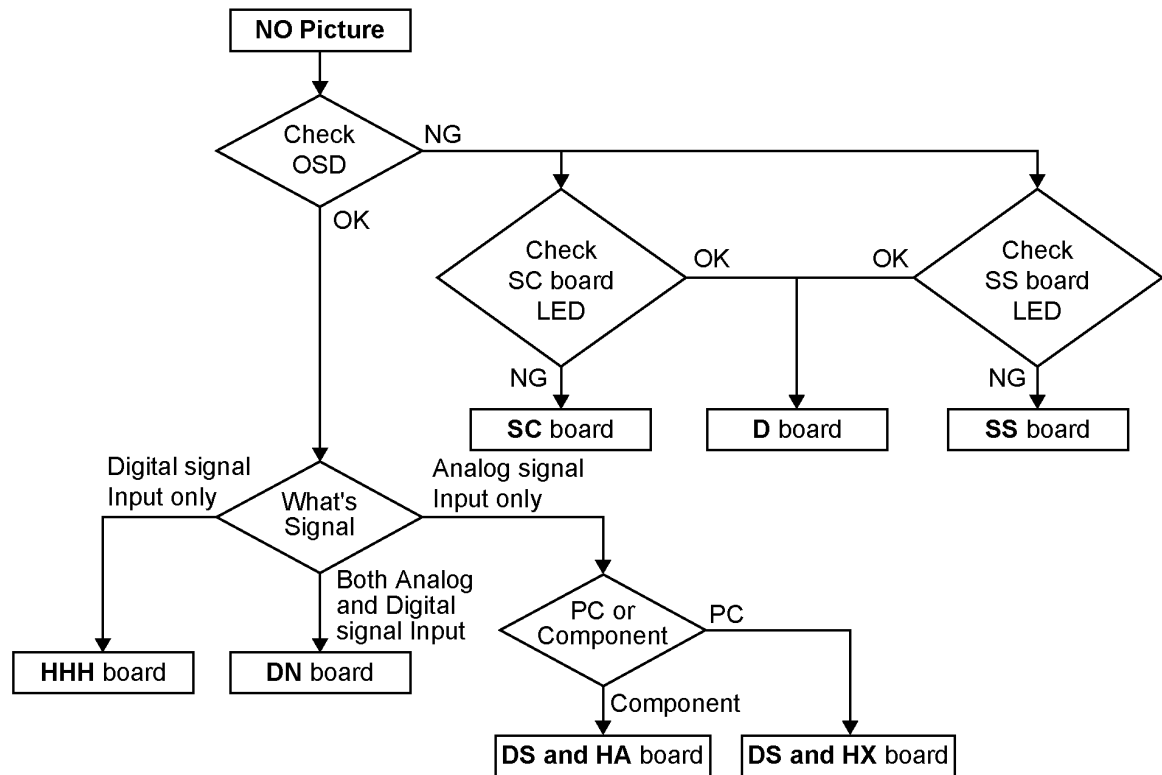 NO Picture
Check
OSD
NG
OK
Check
SC board
LED
OK
OK
Check
SS board
LED
NG
NG
SC board
D board
SS board
Digital signal
Input only
What's
Signal
Analog signal
Input only
Both Analog
and Digital
signal Input
PC or
Component
PC
HHH board
DN board
Component
DS and HA board
DS and HX board